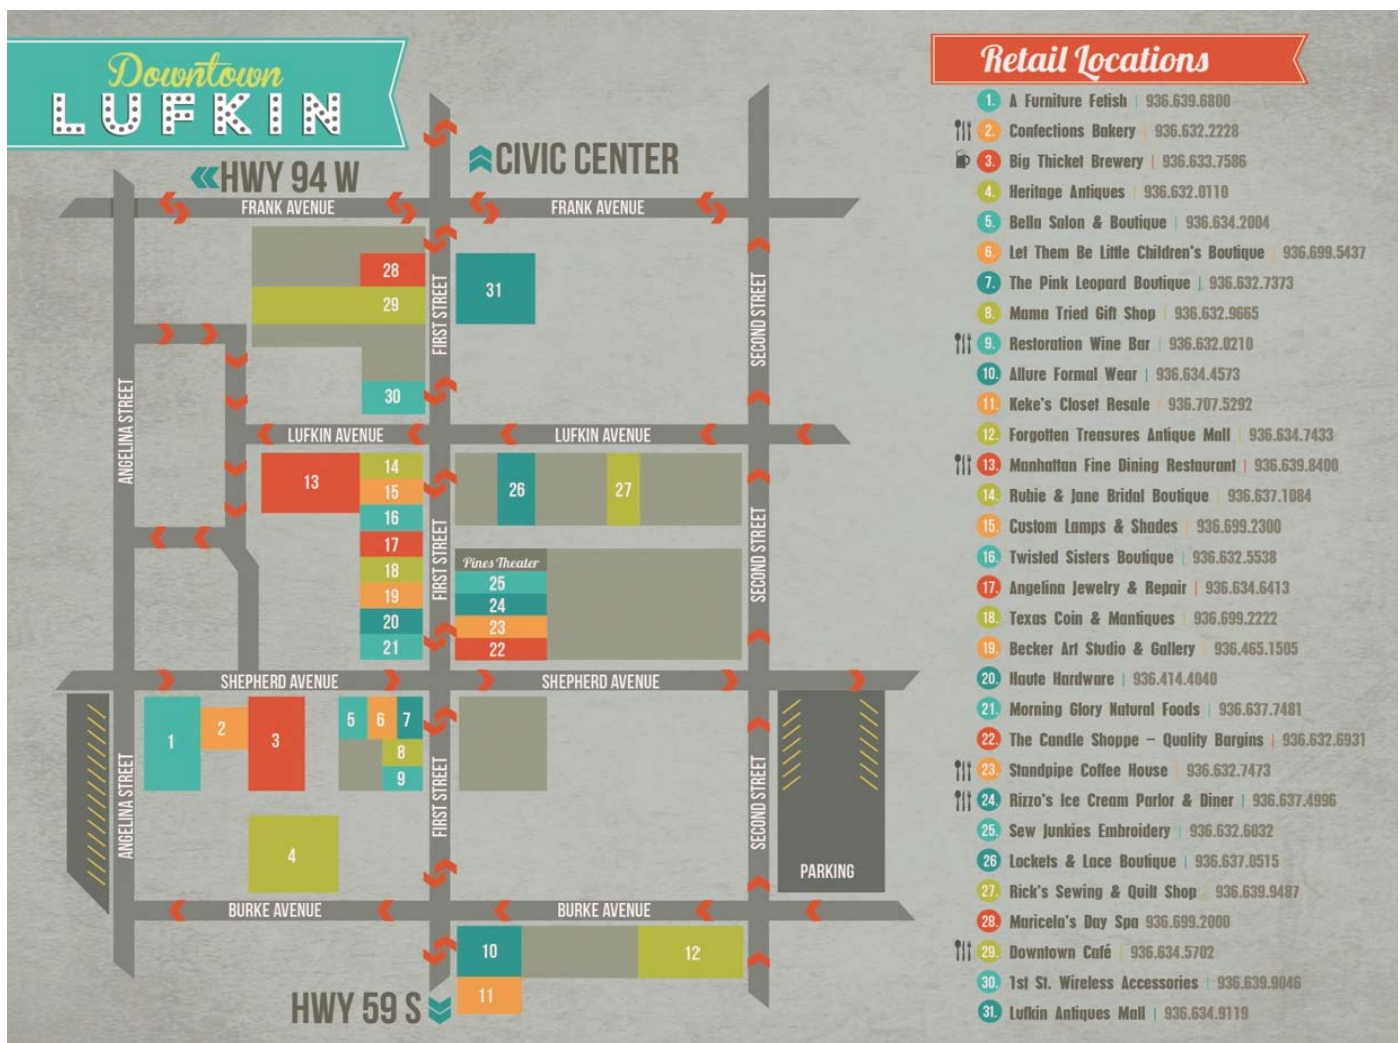 Downtown
LUFKIN
HWY 94 W
CIVIC CENTER
FRANK AVENUE
FRANK AVENUE
28
29
31
30
FIRST STREET
SECOND STREET
ANGELINA STREET
LUFKIN AVENUE
LUFKIN AVENUE
13
14
15
16
17
18
19
20
21
26
27
FIRST STREET
Pines Theater
25
24
23
22
SECOND STREET
SHEPHERD AVENUE
SHEPHERD AVENUE
1
2
3
5
6
7
8
9
4
ANGELINA STREET
FIRST STREET
SECOND STREET
PARKING
BURKE AVENUE
BURKE AVENUE
10
12
11
HWY 59 S
Retail Locations
1. A Furniture Fetish | 936.639.6800
2. Confections Bakery | 936.632.2228
3. Big Thicket Brewery | 936.633.7586
4. Heritage Antiques | 936.632.0110
5. Bella Salon & Boutique | 936.634.2004
6. Let Them Be Little Children's Boutique | 936.699.5437
7. The Pink Leopard Boutique | 936.632.7373
8. Mama Tried Gift Shop | 936.632.9665
9. Restoration Wine Bar | 936.632.0210
10. Allure Formal Wear | 936.634.4573
11. Keke's Closet Resale | 936.707.5292
12. Forgotten Treasures Antique Mall | 936.634.7433
13. Manhattan Fine Dining Restaurant | 936.639.8400
14. Rubie & Jane Bridal Boutique | 936.637.1084
15. Custom Lamps & Shades | 936.699.2300
16. Twisted Sisters Boutique | 936.632.5538
17. Angelina Jewelry & Repair | 936.634.6413
18. Texas Coin & Mantiques | 936.699.2222
19. Becker Art Studio & Gallery | 936.465.1505
20. Haute Hardware | 936.414.4040
21. Morning Glory Natural Foods | 936.637.7481
22. The Candle Shoppe – Quality Bargins | 936.632.6931
23. Standpipe Coffee House | 936.632.7473
24. Rizzo's Ice Cream Parlor & Diner | 936.637.4996
25. Sew Junkies Embroidery | 936.632.6032
26 Lockets & Lace Boutique | 936.637.0515
27. Rick's Sewing & Quilt Shop | 936.639.9487
28. Maricela's Day Spa 936.699.2000
29. Downtown Café | 936.634.5702
30. 1st St. Wireless Accessories | 936.639.9046
31. Lufkin Antiques Mall | 936.634.9119